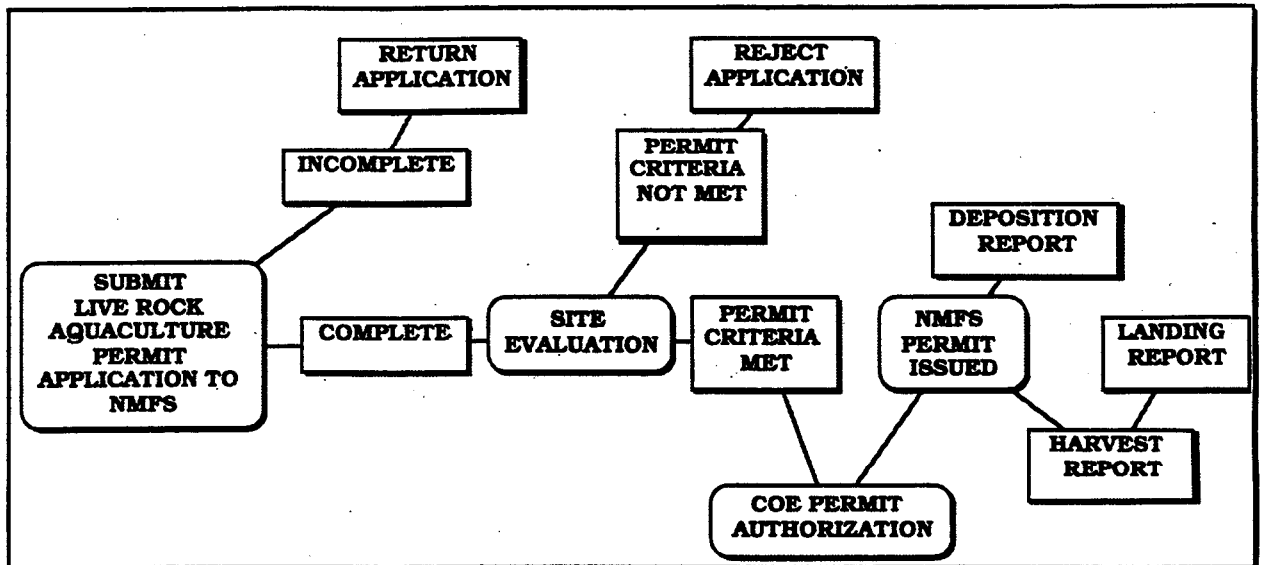 RETURN
APPLICATION
REJECT
APPLICATION
INCOMPLETE
PERMIT
CRITERIA
NOT MET
DEPOSITION
REPORT
SUBMIT
LIVE ROCK
AQUACULTURE
PERMIT
APPLICATION TO
NMFS
COMPLETE
SITE
EVALUATION
PERMIT
CRITERIA
MET
NMFS
PERMIT
ISSUED
LANDING
REPORT
HARVEST
REPORT
COE PERMIT
AUTHORIZATION